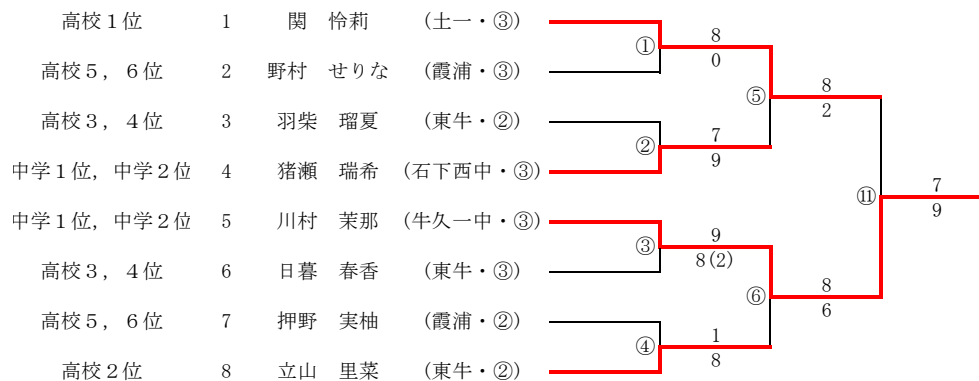 高校１位 1 関 怜莉 (土一・③)
① 8 0
高校５，６位 2 野村 せりな (霞浦・③)
⑤ 8 2
高校３，４位 3 羽柴 瑠夏 (東牛・②)
② 7 9
中学１位，中学２位 4 猪瀬 瑞希 (石下西中・③)
⑪ 7 9
中学１位，中学２位 5 川村 茉那 (牛久一中・③)
③ 9 8(2)
高校３，４位 6 日暮 春香 (東牛・③)
⑥ 8 6
高校５，６位 7 押野 実柚 (霞浦・②)
④ 1 8
高校２位 8 立山 里菜 (東牛・②)